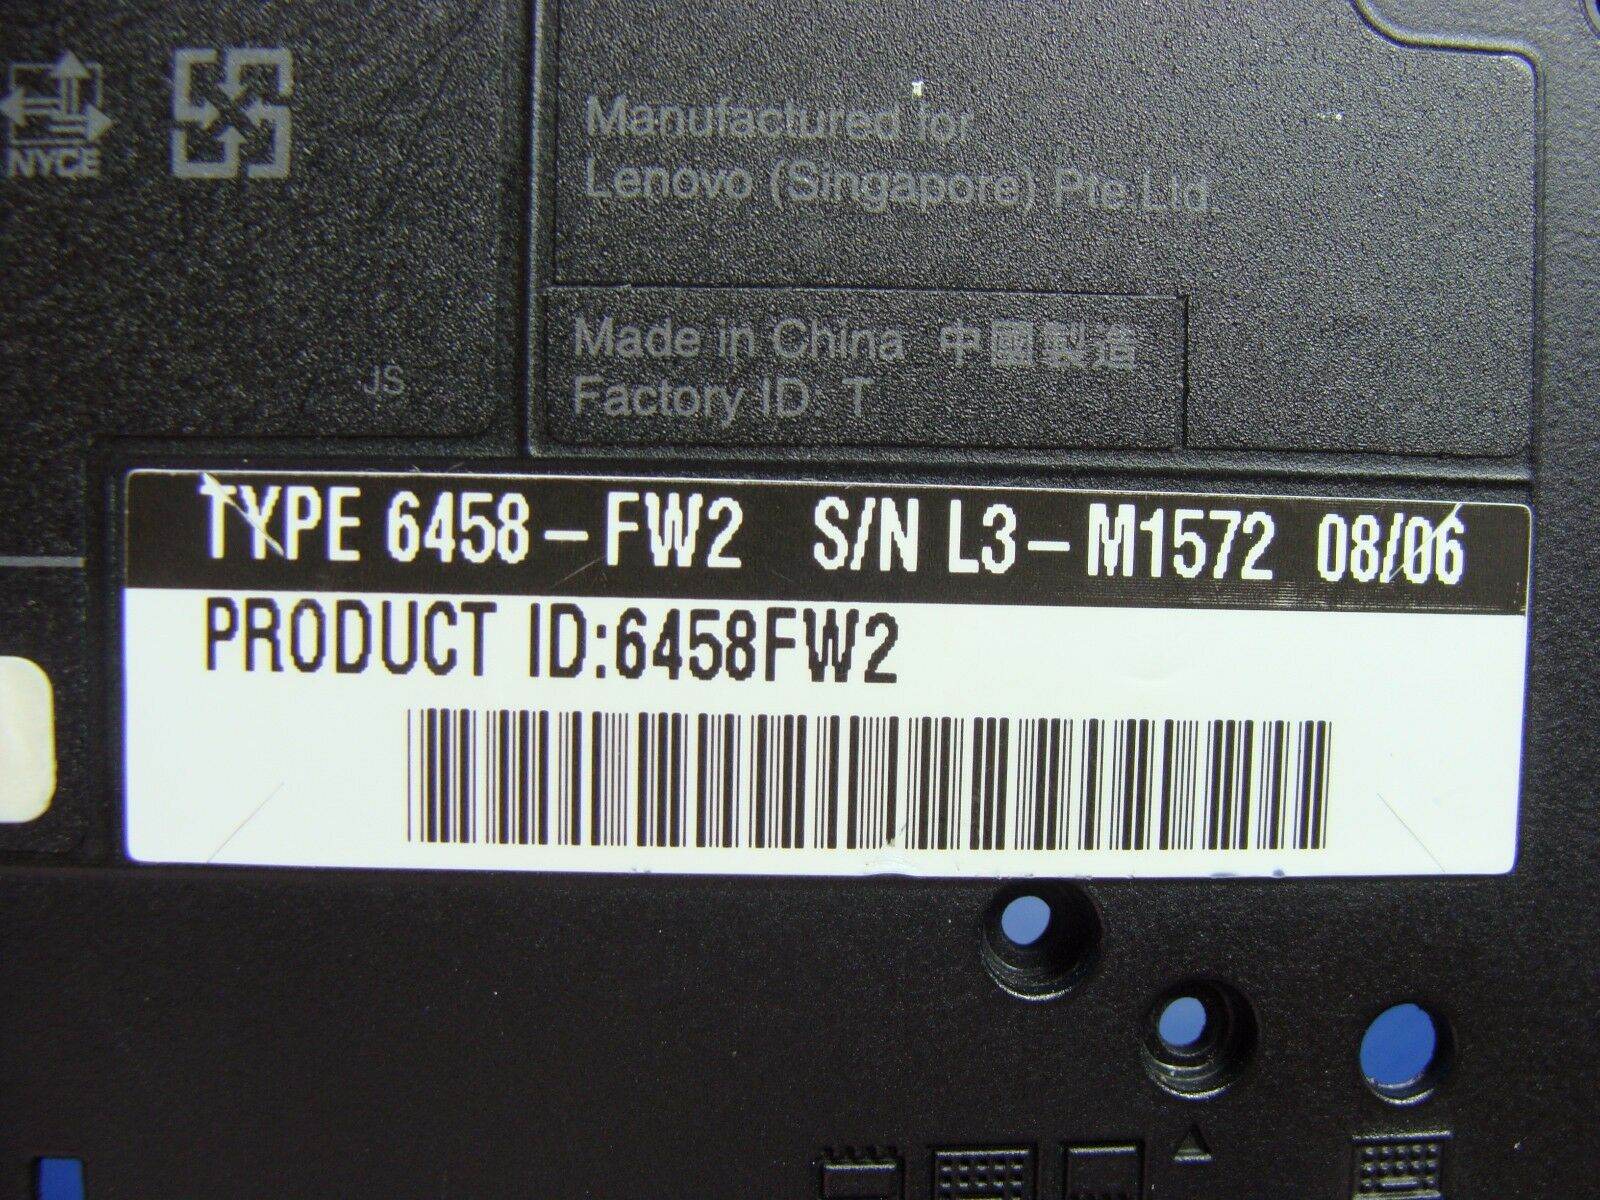 NYCE
Manufactured for
Lenovo (Singapore) Pte.Ltd.
Made in China 中國製造
Factory ID: T
JS
TYPE 6458-FW2 S/N L3-M1572 08/06
PRODUCT ID:6458FW2